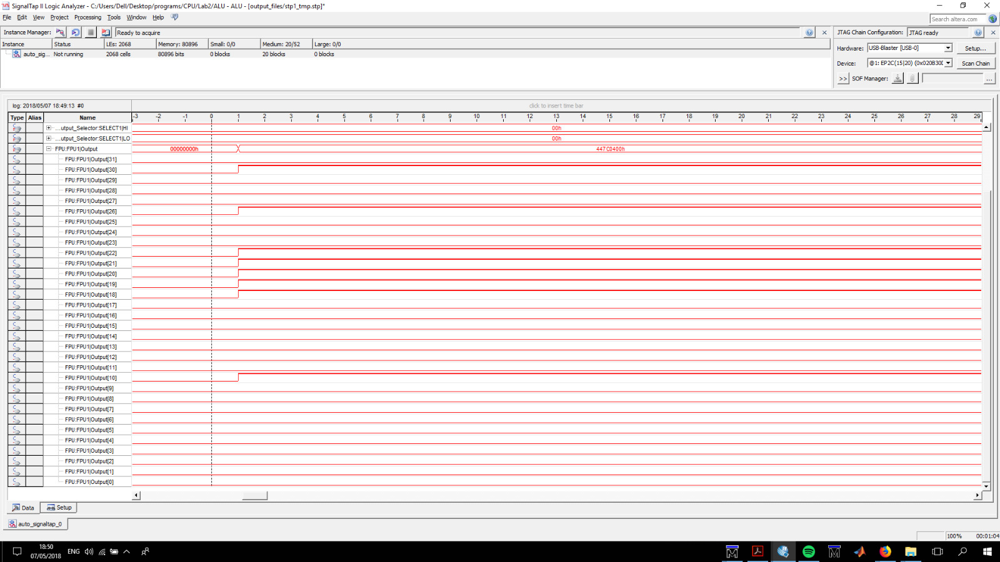 SignalTap II Logic Analyzer - C:/Users/Dell/Desktop/programs/CPU/Lab2/ALU - ALU - [output_files/stp1_tmp.stp]*
File Edit View Project Processing Tools Window Help
Search altera.com
Instance Manager: Ready to acquire
Instance Status LEs: 2068 Memory: 80896 Small: 0/0 Medium: 20/52 Large: 0/0
auto_sig... Not running 2068 cells 80896 bits 0 blocks 20 blocks 0 blocks
JTAG Chain Configuration: JTAG ready
Hardware: USB-Blaster [USB-0] Setup...
Device: @1: EP2C(15|20) (0x020B30D Scan Chain
>> SOF Manager: ...
log: 2018/05/07 18:49:13 #0 click to insert time bar
Type Alias Name -3 -2 -1 0 1 2 3 4 5 6 7 8 9 10 11 12 13 14 15 16 17 18 19 20 21 22 23 24 25 26 27 28 29
...utput_Selector:SELECT1|HI 00h
...utput_Selector:SELECT1|LO 00h
FPU:FPU1|Output 00000000h 447C0400h
FPU:FPU1|Output[31]
FPU:FPU1|Output[30]
FPU:FPU1|Output[29]
FPU:FPU1|Output[28]
FPU:FPU1|Output[27]
FPU:FPU1|Output[26]
FPU:FPU1|Output[25]
FPU:FPU1|Output[24]
FPU:FPU1|Output[23]
FPU:FPU1|Output[22]
FPU:FPU1|Output[21]
FPU:FPU1|Output[20]
FPU:FPU1|Output[19]
FPU:FPU1|Output[18]
FPU:FPU1|Output[17]
FPU:FPU1|Output[16]
FPU:FPU1|Output[15]
FPU:FPU1|Output[14]
FPU:FPU1|Output[13]
FPU:FPU1|Output[12]
FPU:FPU1|Output[11]
FPU:FPU1|Output[10]
FPU:FPU1|Output[9]
FPU:FPU1|Output[8]
FPU:FPU1|Output[7]
FPU:FPU1|Output[6]
FPU:FPU1|Output[5]
FPU:FPU1|Output[4]
FPU:FPU1|Output[3]
FPU:FPU1|Output[2]
FPU:FPU1|Output[1]
FPU:FPU1|Output[0]
Data Setup
auto_signaltap_0
100% 00:01:04
18:50
07/05/2018
ENG